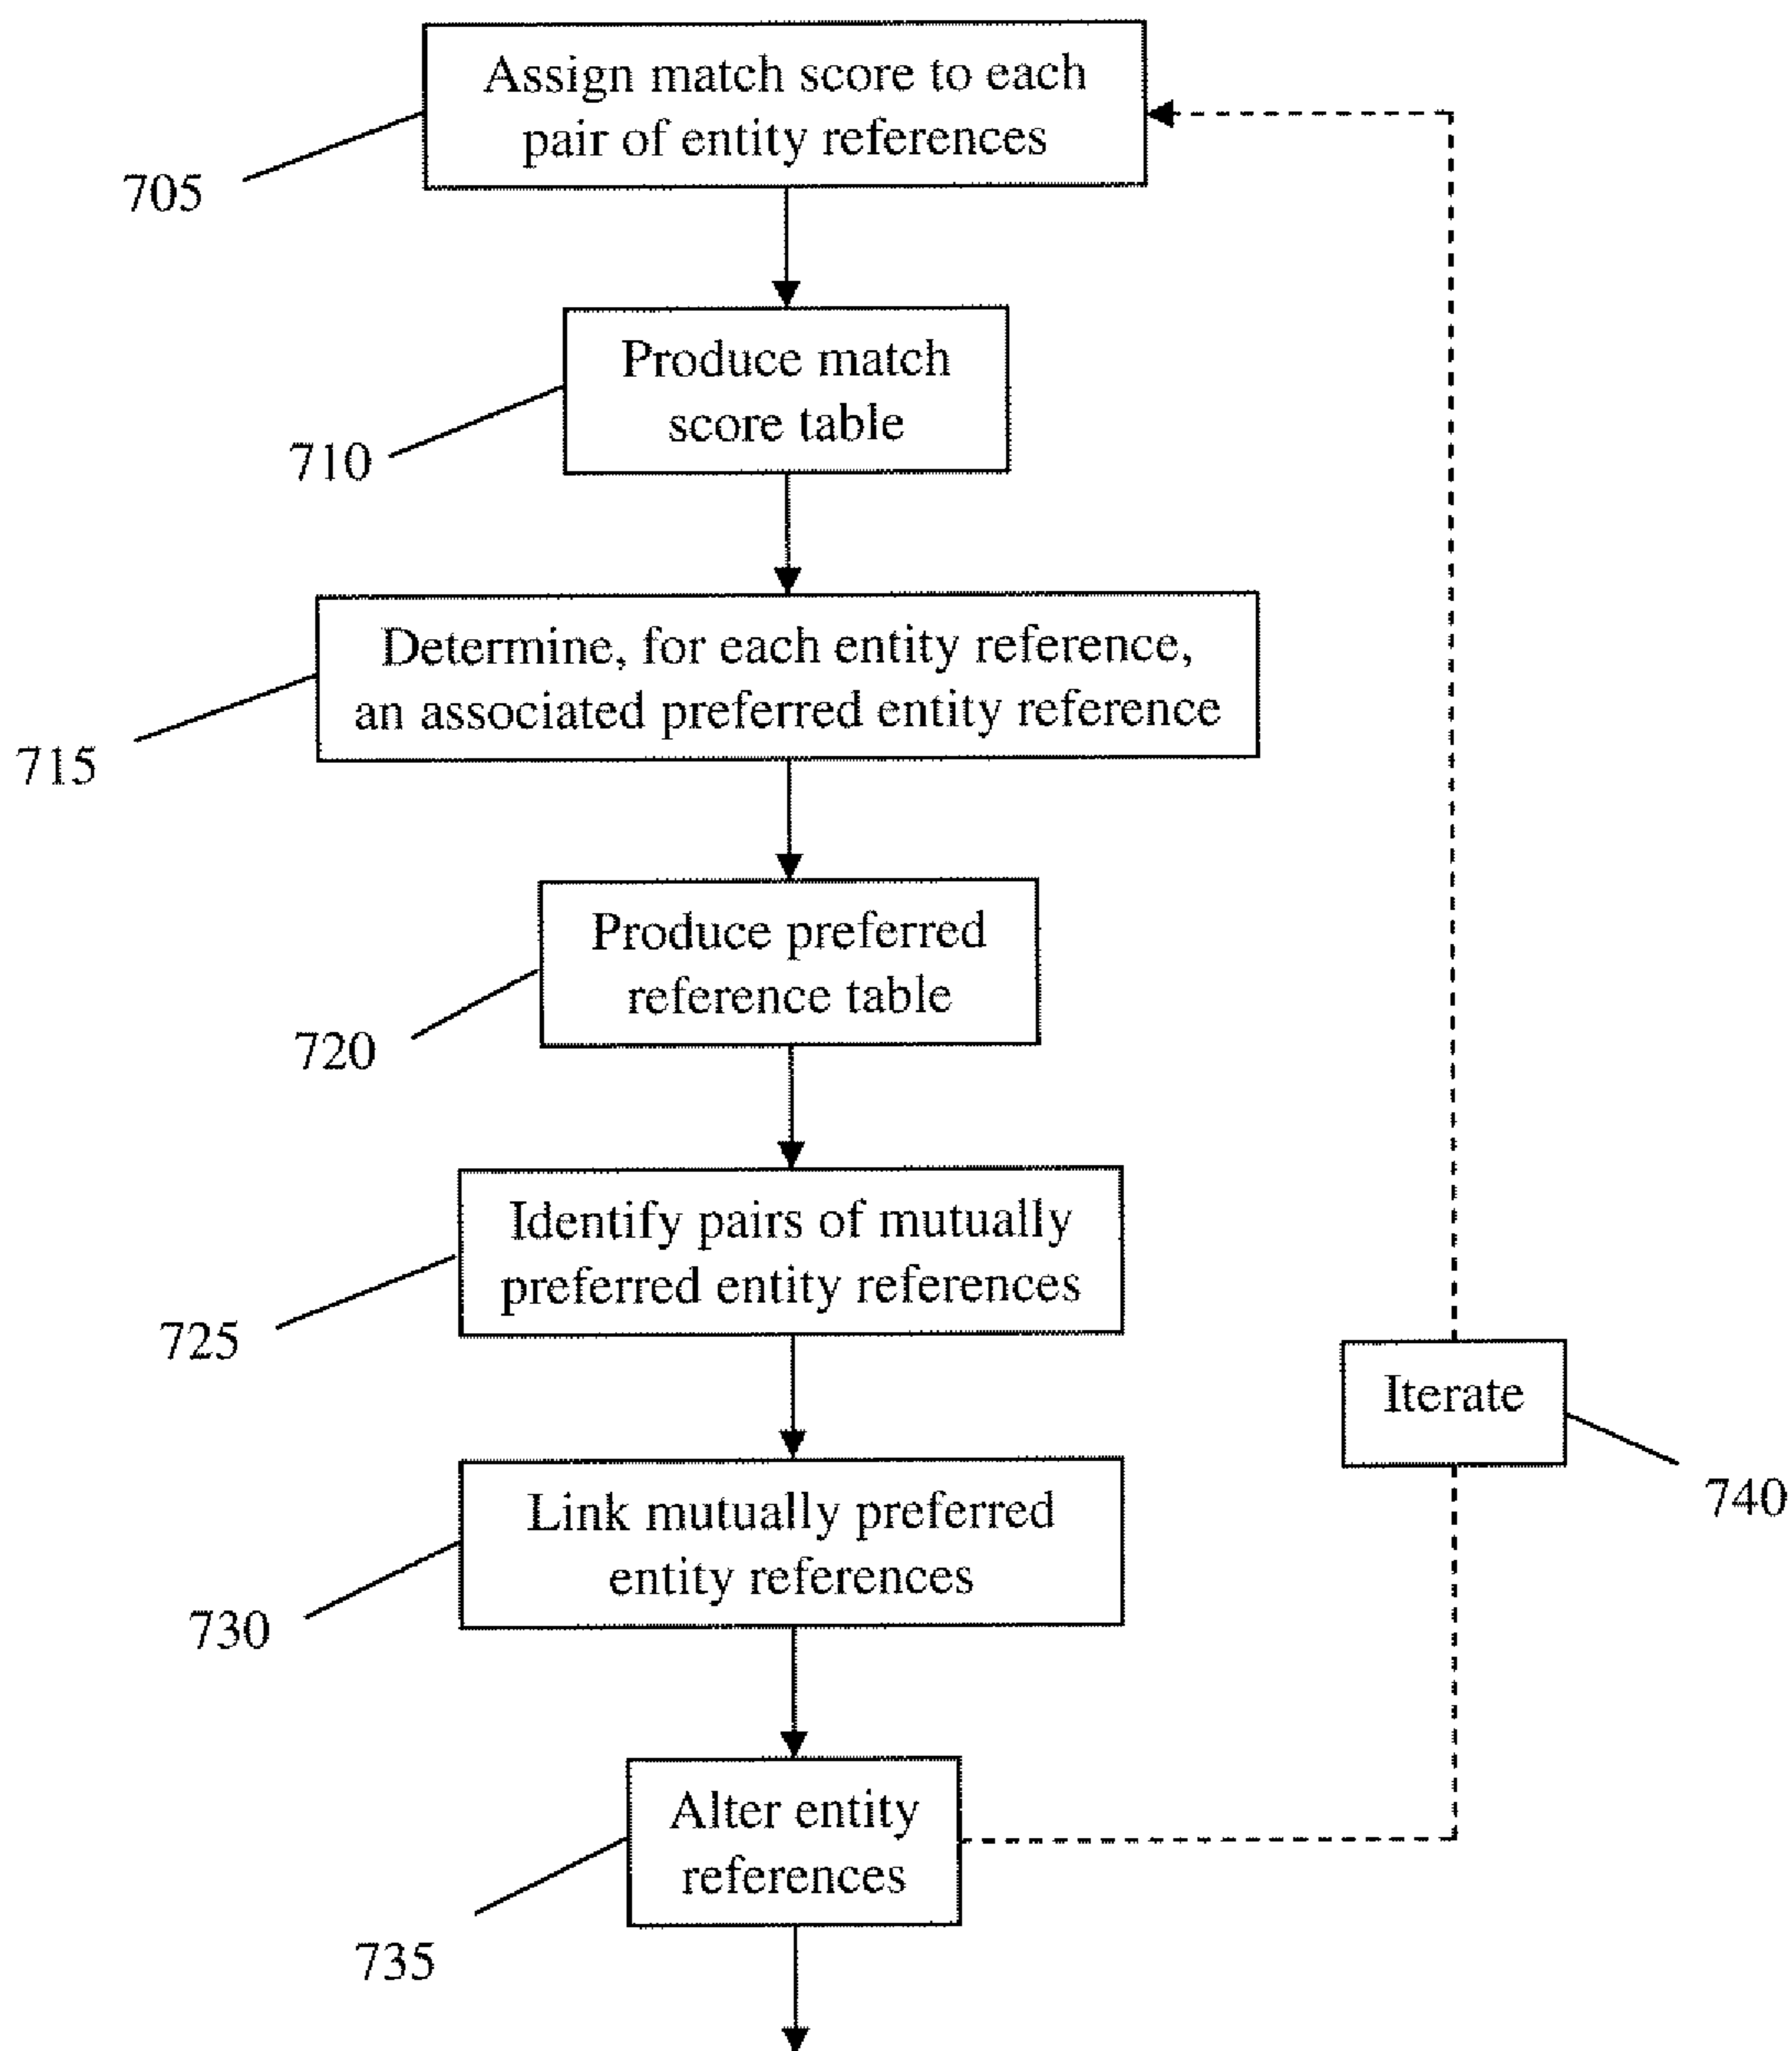 Assign match score to each
pair of entity references
705
Produce match
score table
710
Determine, for each entity reference,
an associated preferred entity reference
715
Produce preferred
reference table
720
Identify pairs of mutually
preferred entity references
725
Iterate
740
Link mutually preferred
entity references
730
Alter entity
references
735